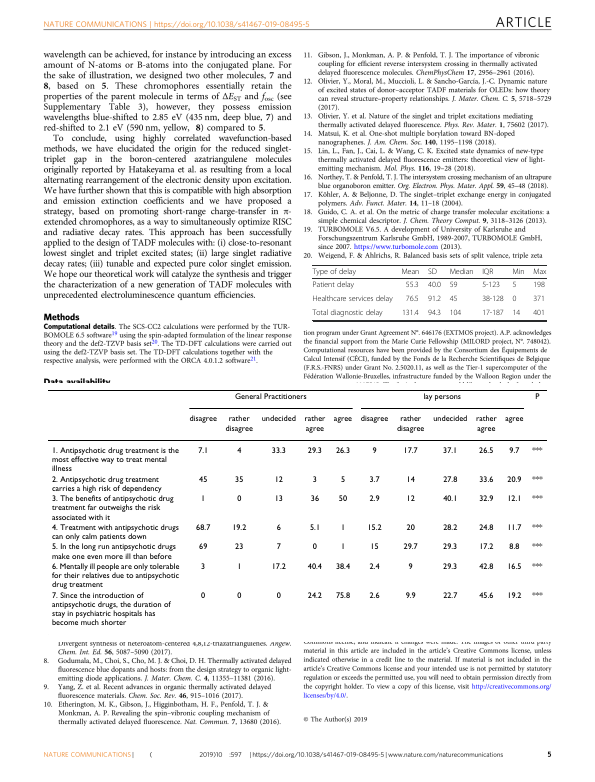 NATURE COMMUNICATIONS | https://doi.org/10.1038/s41467-019-08495-5
ARTICLE
wavelength can be achieved, for instance by introducing an excess
amount of N-atoms or B-atoms into the conjugated plane. For
the sake of illustration, we designed two other molecules, 7 and
8, based on 5. These chromophores essentially retain the
properties of the parent molecule in terms of ΔEST and fosc (see
Supplementary Table 3), however, they possess emission
wavelengths blue-shifted to 2.85 eV (435 nm, deep blue, 7) and
red-shifted to 2.1 eV (590 nm, yellow, 8) compared to 5.
To conclude, using highly correlated wavefunction-based
methods, we have elucidated the origin for the reduced singlet-
triplet gap in the boron-centered azatriangulene molecules
originally reported by Hatakeyama et al. as resulting from a local
alternating rearrangement of the electronic density upon excitation.
We have further shown that this is compatible with high absorption
and emission extinction coefficients and we have proposed a
strategy, based on promoting short-range charge-transfer in π-
extended chromophores, as a way to simultaneously optimize RISC
and radiative decay rates. This approach has been successfully
applied to the design of TADF molecules with: (i) close-to-resonant
lowest singlet and triplet excited states; (ii) large singlet radiative
decay rates; (iii) tunable and expected pure color singlet emission.
We hope our theoretical work will catalyze the synthesis and trigger
the characterization of a new generation of TADF molecules with
unprecedented electroluminescence quantum efficiencies.
Methods
Computational details. The SCS-CC2 calculations were performed by the TUR-
BOMOLE 6.5 software19 using the spin-adapted formulation of the linear response
theory and the def2-TZVP basis set20. The TD-DFT calculations were carried out
using the def2-TZVP basis set. The TD-DFT calculations together with the
respective analysis, were performed with the ORCA 4.0.1.2 software21.
Data availability
11. Gibson, J., Monkman, A. P. & Penfold, T. J. The importance of vibronic
coupling for efficient reverse intersystem crossing in thermally activated
delayed fluorescence molecules. ChemPhysChem 17, 2956–2961 (2016).
12. Olivier, Y., Moral, M., Muccioli, L. & Sancho-García, J.-C. Dynamic nature
of excited states of donor–acceptor TADF materials for OLEDs: how theory
can reveal structure–property relationships. J. Mater. Chem. C 5, 5718–5729
(2017).
13. Olivier, Y. et al. Nature of the singlet and triplet excitations mediating
thermally activated delayed fluorescence. Phys. Rev. Mater. 1, 75602 (2017).
14. Matsui, K. et al. One-shot multiple borylation toward BN-doped
nanographenes. J. Am. Chem. Soc. 140, 1195–1198 (2018).
15. Lin, L., Fan, J., Cai, L. & Wang, C. K. Excited state dynamics of new-type
thermally activated delayed fluorescence emitters: theoretical view of light-
emitting mechanism. Mol. Phys. 116, 19–28 (2018).
16. Northey, T. & Penfold, T. J. The intersystem crossing mechanism of an ultrapure
blue organoboron emitter. Org. Electron. Phys. Mater. Appl. 59, 45–48 (2018).
17. Köhler, A. & Beljonne, D. The singlet–triplet exchange energy in conjugated
polymers. Adv. Funct. Mater. 14, 11–18 (2004).
18. Guido, C. A. et al. On the metric of charge transfer molecular excitations: a
simple chemical descriptor. J. Chem. Theory Comput. 9, 3118–3126 (2013).
19. TURBOMOLE V6.5. A development of University of Karlsruhe and
Forschungszentrum Karlsruhe GmbH, 1989-2007, TURBOMOLE GmbH,
since 2007. https://www.turbomole.com (2013).
20. Weigend, F. & Ahlrichs, R. Balanced basis sets of split valence, triple zeta
Type of delay Mean SD Median IQR Min Max
Patient delay 55.3 40.0 59 5-123 5 198
Healthcare services delay 76.5 91.2 45 38-128 0 371
Total diagnostic delay 131.4 94.3 104 17-187 14 401
tion program under Grant Agreement N°. 646176 (EXTMOS project). A.P. acknowledges
the financial support from the Marie Curie Fellowship (MILORD project, N°. 748042).
Computational resources have been provided by the Consortium des Équipements de
Calcul Intensif (CÉCI), funded by the Fonds de la Recherche Scientifiques de Belgique
(F.R.S.-FNRS) under Grant No. 2.5020.11, as well as the Tier-1 supercomputer of the
Fédération Wallonie-Bruxelles, infrastructure funded by the Walloon Region under the
General Practitioners lay persons P
disagree rather disagree undecided rather agree agree disagree rather disagree undecided rather agree agree
1. Antipsychotic drug treatment is the 7.1 4 33.3 29.3 26.3 9 17.7 37.1 26.5 9.7 ***
most effective way to treat mental
illness
2. Antipsychotic drug treatment 45 35 12 3 5 3.7 14 27.8 33.6 20.9 ***
carries a high risk of dependency
3. The benefits of antipsychotic drug 1 0 13 36 50 2.9 12 40.1 32.9 12.1 ***
treatment far outweighs the risk
associated with it
4. Treatment with antipsychotic drugs 68.7 19.2 6 5.1 1 15.2 20 28.2 24.8 11.7 ***
can only calm patients down
5. In the long run antipsychotic drugs 69 23 7 0 1 15 29.7 29.3 17.2 8.8 ***
make one even more ill than before
6. Mentally ill people are only tolerable 3 1 17.2 40.4 38.4 2.4 9 29.3 42.8 16.5 ***
for their relatives due to antipsychotic
drug treatment
7. Since the introduction of 0 0 0 24.2 75.8 2.6 9.9 22.7 45.6 19.2 ***
antipsychotic drugs, the duration of
stay in psychiatric hospitals has
become much shorter
Divergent synthesis of heteroatom-centered 4,8,12-triazatriangulenes. Angew.
Chem. Int. Ed. 56, 5087–5090 (2017).
8. Godumala, M., Choi, S., Cho, M. J. & Choi, D. H. Thermally activated delayed
fluorescence blue dopants and hosts: from the design strategy to organic light-
emitting diode applications. J. Mater. Chem. C. 4, 11355–11381 (2016).
9. Yang, Z. et al. Recent advances in organic thermally activated delayed
fluorescence materials. Chem. Soc. Rev. 46, 915–1016 (2017).
10. Etherington, M. K., Gibson, J., Higginbotham, H. F., Penfold, T. J. &
Monkman, A. P. Revealing the spin–vibronic coupling mechanism of
thermally activated delayed fluorescence. Nat. Commun. 7, 13680 (2016).
Commons license, and indicate if changes were made. The images or other third party
material in this article are included in the article's Creative Commons license, unless
indicated otherwise in a credit line to the material. If material is not included in the
article's Creative Commons license and your intended use is not permitted by statutory
regulation or exceeds the permitted use, you will need to obtain permission directly from
the copyright holder. To view a copy of this license, visit http://creativecommons.org/
licenses/by/4.0/.
© The Author(s) 2019
NATURE COMMUNICATIONS| ( 2019)10 :597 | https://doi.org/10.1038/s41467-019-08495-5 | www.nature.com/naturecommunications 5